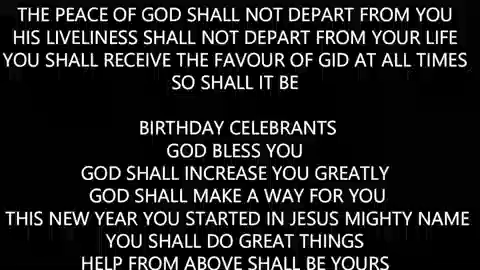 THE PEACE OF GOD SHALL NOT DEPART FROM YOU
HIS LIVELINESS SHALL NOT DEPART FROM YOUR LIFE
YOU SHALL RECEIVE THE FAVOUR OF GID AT ALL TIMES
SO SHALL IT BE
BIRTHDAY CELEBRANTS
GOD BLESS YOU
GOD SHALL INCREASE YOU GREATLY
GOD SHALL MAKE A WAY FOR YOU
THIS NEW YEAR YOU STARTED IN JESUS MIGHTY NAME
YOU SHALL DO GREAT THINGS
HELP FROM ABOVE SHALL BE YOURS